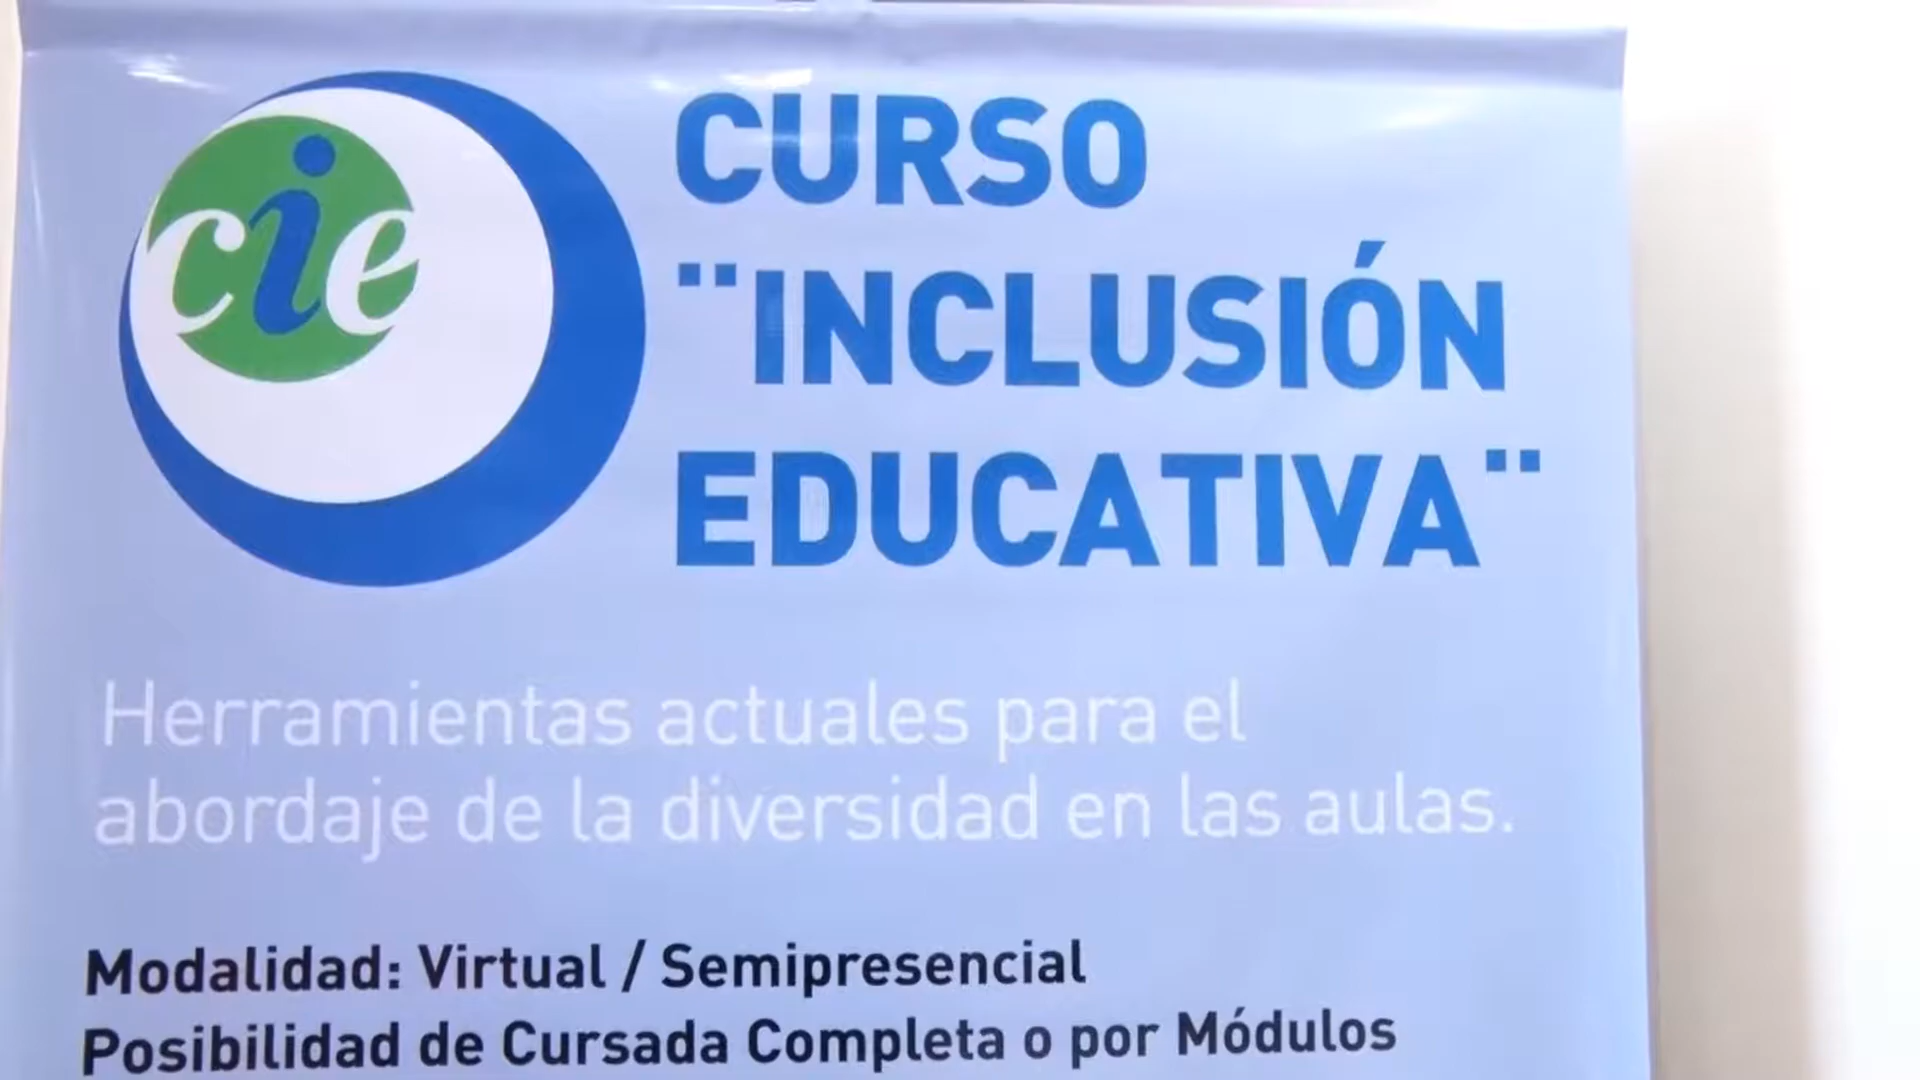 cie
CURSO
¨INCLUSIÓN
EDUCATIVA¨
Herramientas actuales para el
abordaje de la diversidad en las aulas.
Modalidad: Virtual / Semipresencial
Posibilidad de Cursada Completa o por Módulos